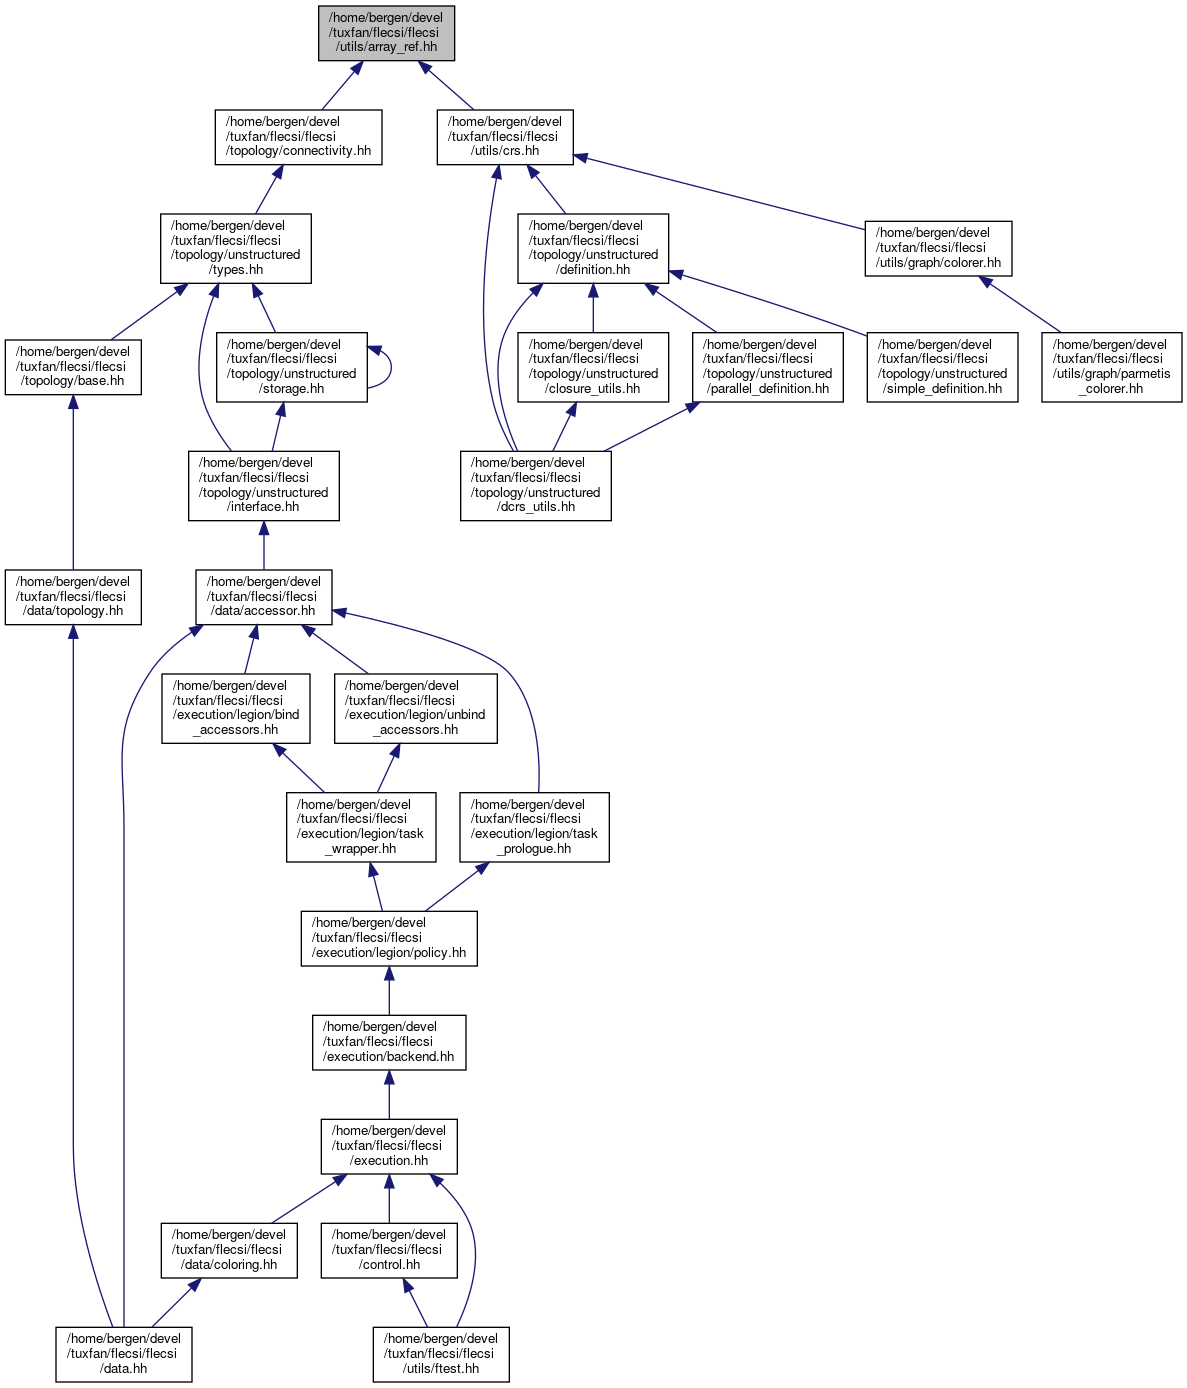 /home/bergen/devel
/tuxfan/flecsi/flecsi
/utils/array_ref.hh
/home/bergen/devel
/tuxfan/flecsi/flecsi
/topology/connectivity.hh
/home/bergen/devel
/tuxfan/flecsi/flecsi
/utils/crs.hh
/home/bergen/devel
/tuxfan/flecsi/flecsi
/topology/unstructured
/types.hh
/home/bergen/devel
/tuxfan/flecsi/flecsi
/topology/unstructured
/definition.hh
/home/bergen/devel
/tuxfan/flecsi/flecsi
/utils/graph/colorer.hh
/home/bergen/devel
/tuxfan/flecsi/flecsi
/topology/base.hh
/home/bergen/devel
/tuxfan/flecsi/flecsi
/topology/unstructured
/storage.hh
/home/bergen/devel
/tuxfan/flecsi/flecsi
/topology/unstructured
/closure_utils.hh
/home/bergen/devel
/tuxfan/flecsi/flecsi
/topology/unstructured
/parallel_definition.hh
/home/bergen/devel
/tuxfan/flecsi/flecsi
/topology/unstructured
/simple_definition.hh
/home/bergen/devel
/tuxfan/flecsi/flecsi
/utils/graph/parmetis
_colorer.hh
/home/bergen/devel
/tuxfan/flecsi/flecsi
/topology/unstructured
/interface.hh
/home/bergen/devel
/tuxfan/flecsi/flecsi
/topology/unstructured
/dcrs_utils.hh
/home/bergen/devel
/tuxfan/flecsi/flecsi
/data/topology.hh
/home/bergen/devel
/tuxfan/flecsi/flecsi
/data/accessor.hh
/home/bergen/devel
/tuxfan/flecsi/flecsi
/execution/legion/bind
_accessors.hh
/home/bergen/devel
/tuxfan/flecsi/flecsi
/execution/legion/unbind
_accessors.hh
/home/bergen/devel
/tuxfan/flecsi/flecsi
/execution/legion/task
_wrapper.hh
/home/bergen/devel
/tuxfan/flecsi/flecsi
/execution/legion/task
_prologue.hh
/home/bergen/devel
/tuxfan/flecsi/flecsi
/execution/legion/policy.hh
/home/bergen/devel
/tuxfan/flecsi/flecsi
/execution/backend.hh
/home/bergen/devel
/tuxfan/flecsi/flecsi
/execution.hh
/home/bergen/devel
/tuxfan/flecsi/flecsi
/data/coloring.hh
/home/bergen/devel
/tuxfan/flecsi/flecsi
/control.hh
/home/bergen/devel
/tuxfan/flecsi/flecsi
/data.hh
/home/bergen/devel
/tuxfan/flecsi/flecsi
/utils/ftest.hh